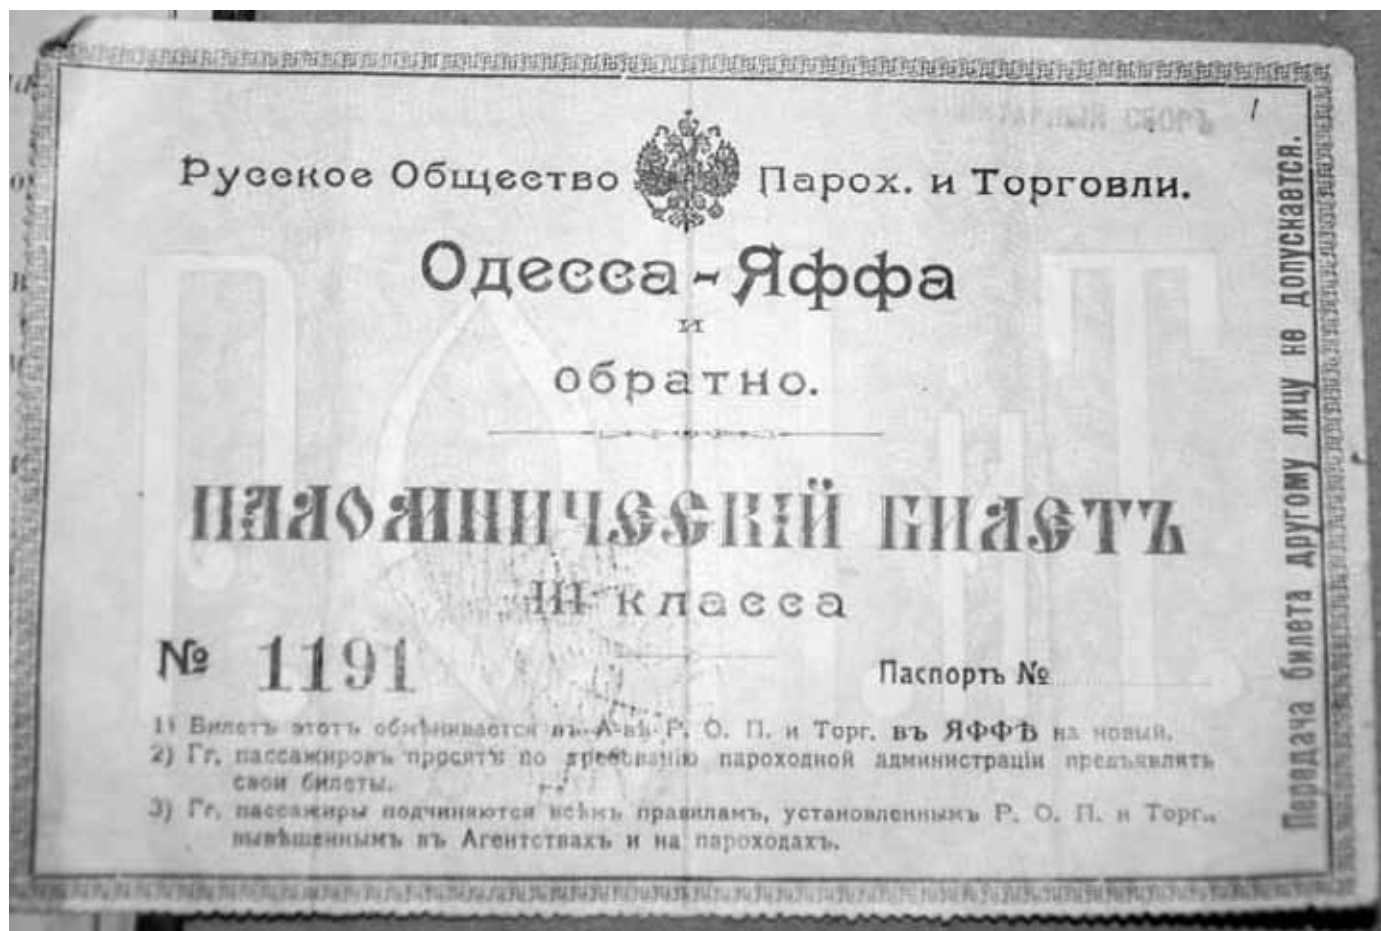 Русское Общество Парох. и Торговли.
Одесса-Яффа
и
обратно.
ПАЛОМНИЧЕСКІЙ БИЛЕТЪ
III класса
№ 1191 Паспортъ №
1) Билетъ этотъ обмѣнивается въ А-вѣ Р. О. П. и Торг. въ ЯФФѢ на новый.
2) Гг. пассажировъ просятъ по требованію пароходной администраціи предъявлять
свои билеты.
3) Гг. пассажиры подчиняются всѣмъ правиламъ, установленнымъ Р. О. П. и Торг.,
вывѣшеннымъ въ Агентствахъ и на пароходахъ.
Передача билета другому лицу не допускается.
П.О.иТ.